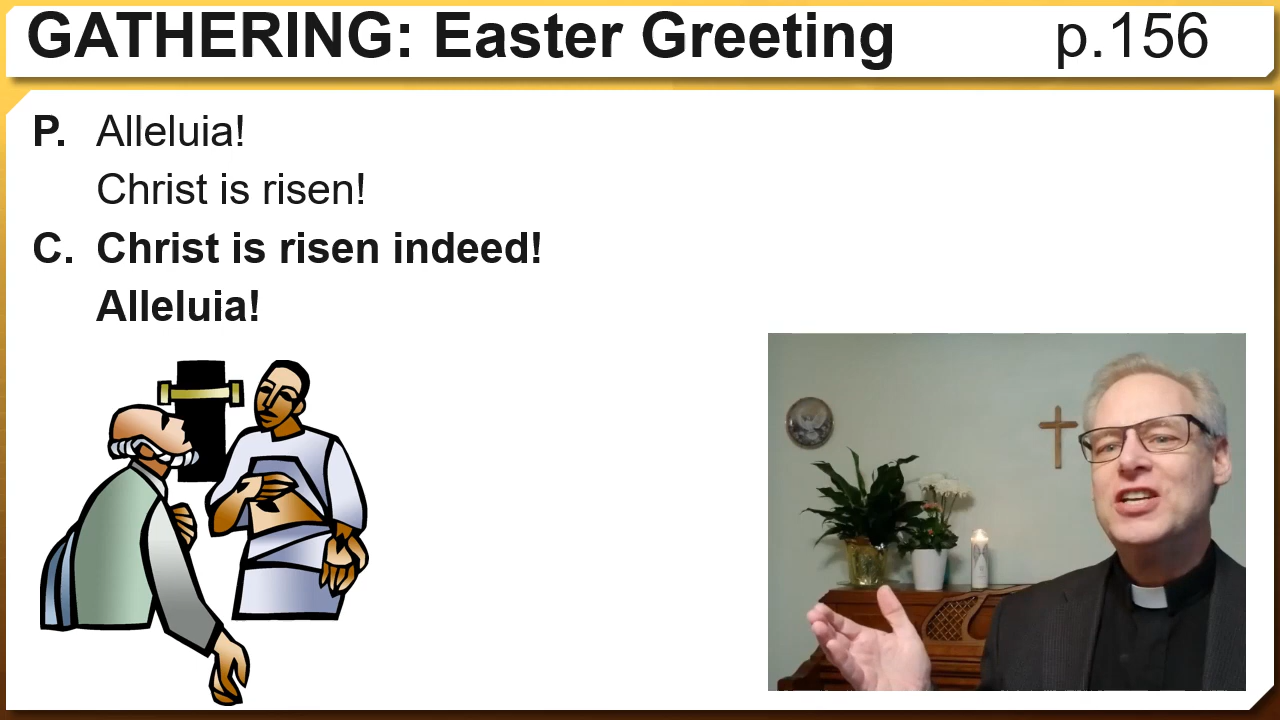 GATHERING: Easter Greeting p.156
P. Alleluia!
Christ is risen!
C. Christ is risen indeed!
Alleluia!